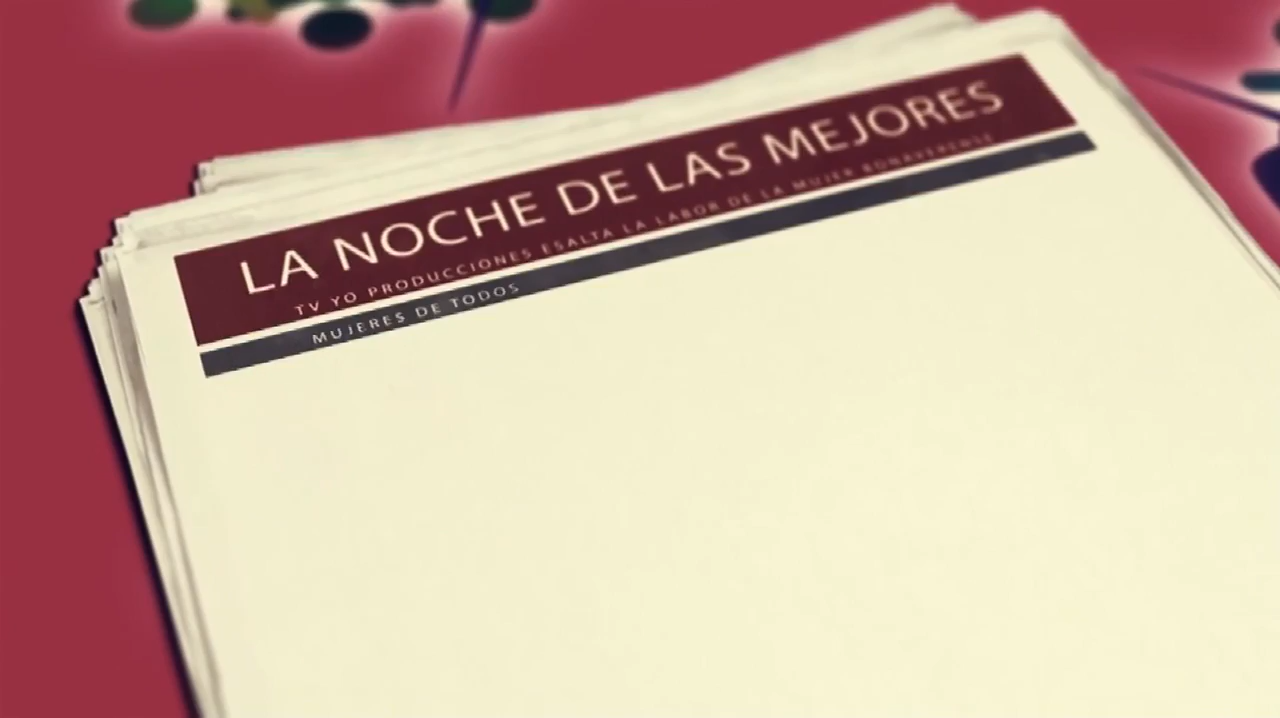 LA NOCHE DE LAS MEJORES
TV YO PRODUCCIONES ESALTA LA LABOR DE LA MUJER BONAVERENSE
MUJERES DE TODOS